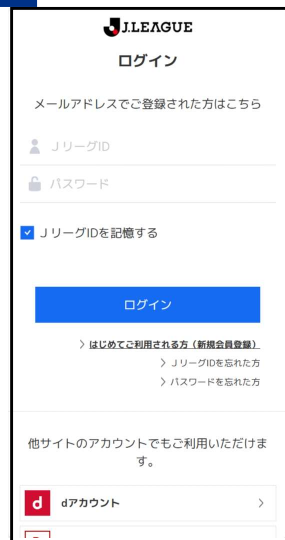 J.LEAGUE
ログイン
メールアドレスでご登録された方はこちら
JリーグID
パスワード
JリーグIDを記憶する
ログイン
> はじめてご利用される方（新規会員登録）
> JリーグIDを忘れた方
> パスワードを忘れた方
他サイトのアカウントでもご利用いただけま
す。
d dアカウント >